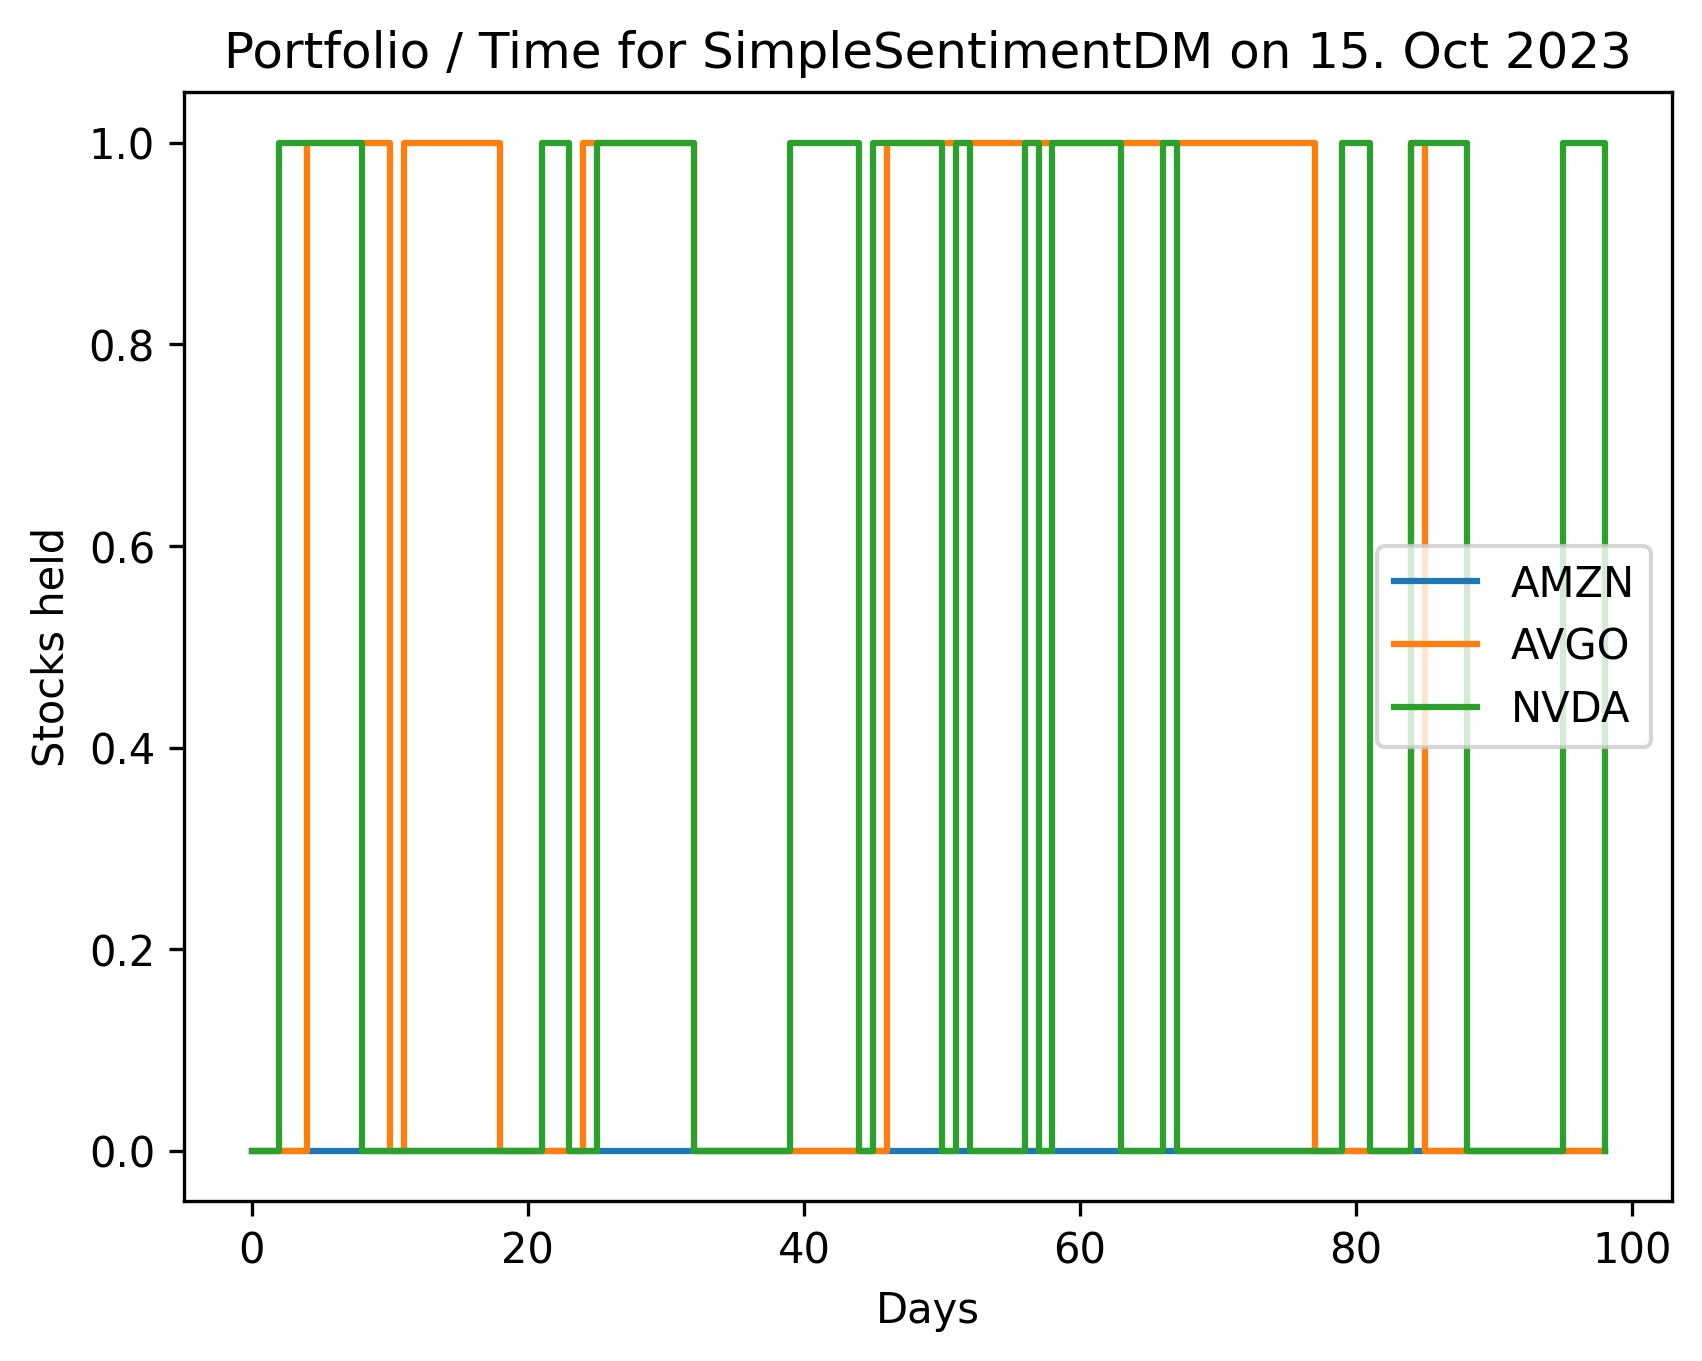 Portfolio / Time for SimpleSentimentDM on 15. Oct 2023
1.0
0.8
0.6
0.4
0.2
0.0
Stocks held
AMZN
AVGO
NVDA
0 20 40 60 80 100
Days